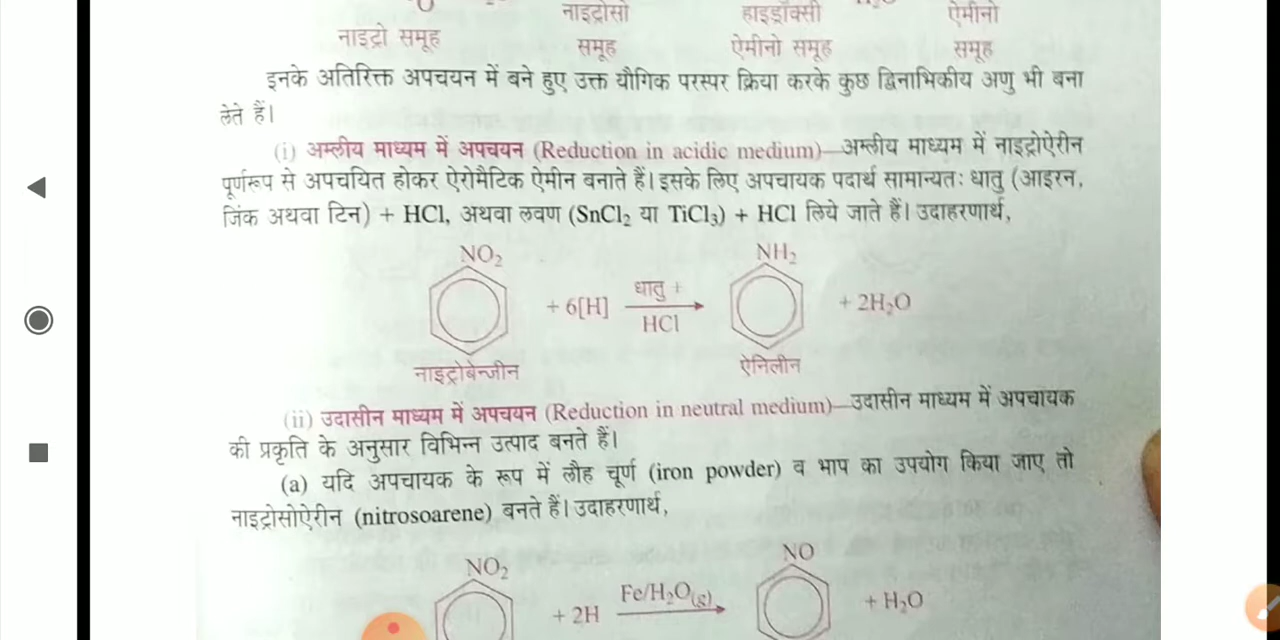 नाइट्रोसो हाइड्रॉक्सी ऐमीनो
नाइट्रो समूह समूह ऐमीनो समूह समूह
इनके अतिरिक्त अपचयन में बने हुए उक्त यौगिक परस्पर क्रिया करके कुछ द्विनाभिकीय अणु भी बना
लेते हैं।
(i) अम्लीय माध्यम में अपचयन (Reduction in acidic medium)—अम्लीय माध्यम में नाइट्रोऐरीन
पूर्णरूप से अपचयित होकर ऐरोमैटिक ऐमीन बनाते हैं। इसके लिए अपचायक पदार्थ सामान्यतः धातु (आइरन,
जिंक अथवा टिन) + HCl, अथवा लवण (SnCl₂ या TiCl₃) + HCl लिये जाते हैं। उदाहरणार्थ,
NO₂ NH₂
+ 6[H] धातु + HCl + 2H₂O
नाइट्रोबेन्जीन ऐनिलीन
(ii) उदासीन माध्यम में अपचयन (Reduction in neutral medium)—उदासीन माध्यम में अपचायक
की प्रकृति के अनुसार विभिन्न उत्पाद बनते हैं।
(a) यदि अपचायक के रूप में लौह चूर्ण (iron powder) व भाप का उपयोग किया जाए तो
नाइट्रोसोऐरीन (nitrosoarene) बनते हैं। उदाहरणार्थ,
NO₂ NO
+ 2H Fe/H₂O(g) + H₂O